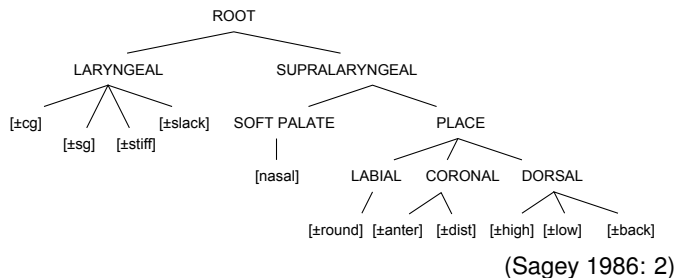 ROOT
LARYNGEAL SUPRALARYNGEAL
[±cg] [±slack] SOFT PALATE PLACE
[±sg] [±stiff]
[nasal] LABIAL CORONAL DORSAL
[±round] [±anter] [±dist] [±high] [±low] [±back]
(Sagey 1986: 2)